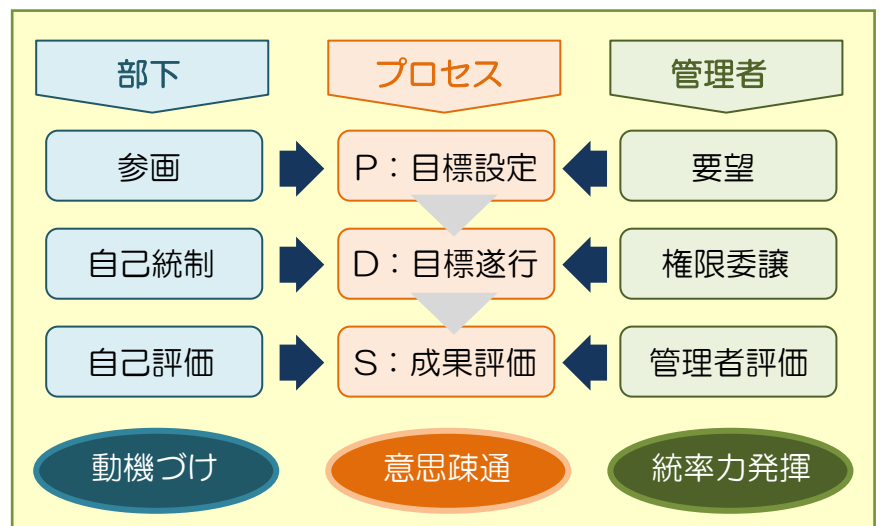 部下
プロセス
管理者
参画
P：目標設定
要望
自己統制
D：目標遂行
権限委譲
自己評価
S：成果評価
管理者評価
動機づけ
意思疎通
統率力発揮